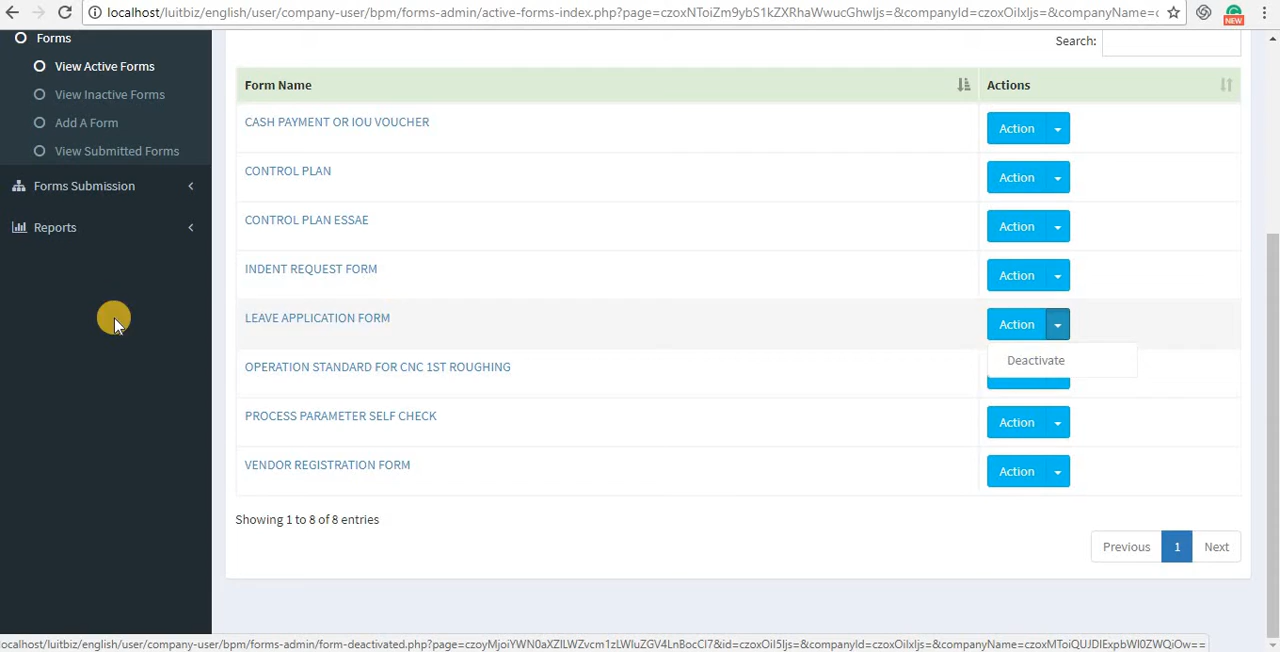 localhost/luitbiz/english/user/company-user/bpm/forms-admin/active-forms-index.php?page=czoxNToiZm9ybS1kZXRhaWwucGhwIjs=&companyId=czoxOiIxIjs=&companyName=c
NEW
Forms
View Active Forms
View Inactive Forms
Add A Form
View Submitted Forms
Forms Submission
Reports
Search:
Form Name Actions
CASH PAYMENT OR IOU VOUCHER Action
CONTROL PLAN Action
CONTROL PLAN ESSAE Action
INDENT REQUEST FORM Action
LEAVE APPLICATION FORM Action
Deactivate
OPERATION STANDARD FOR CNC 1ST ROUGHING
PROCESS PARAMETER SELF CHECK Action
VENDOR REGISTRATION FORM Action
Showing 1 to 8 of 8 entries
Previous 1 Next